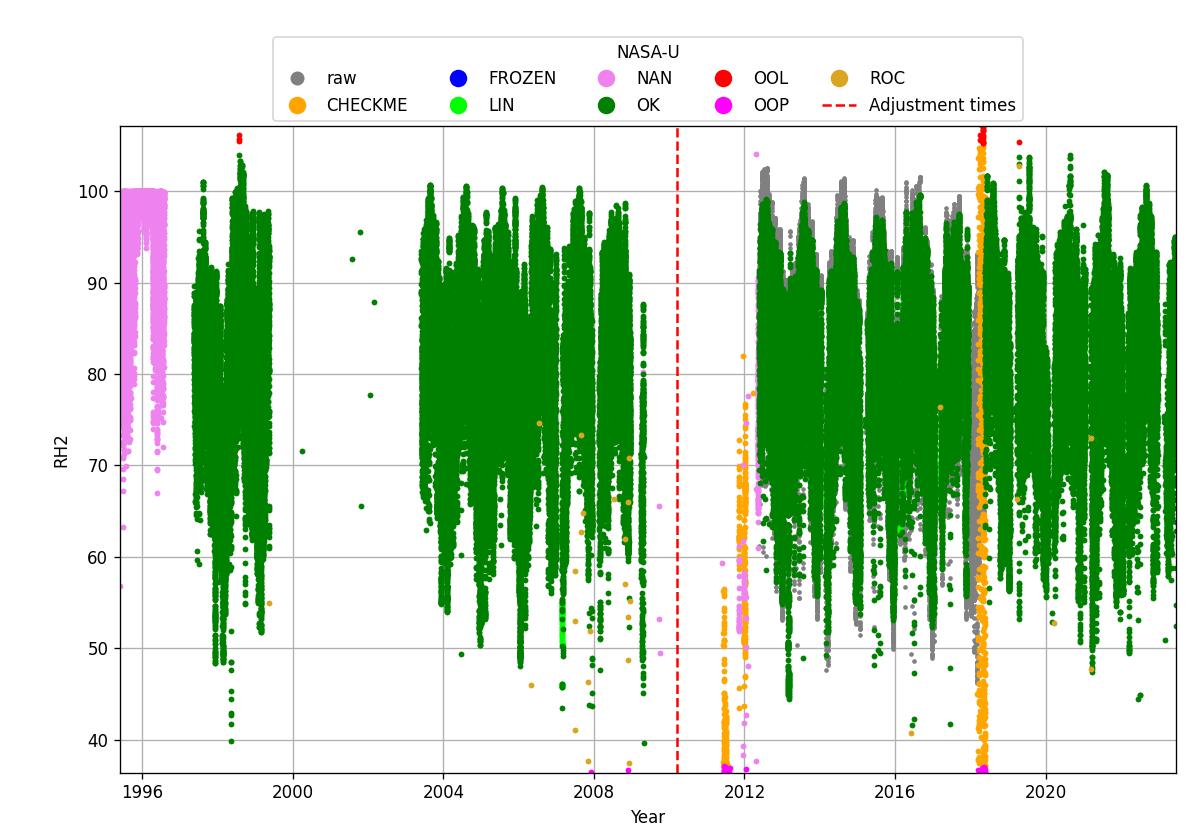 NASA-U
raw FROZEN NAN OOL ROC
CHECKME LIN OK OOP Adjustment times
100
90
80
70
60
50
40
RH2
1996 2000 2004 2008 2012 2016 2020
Year